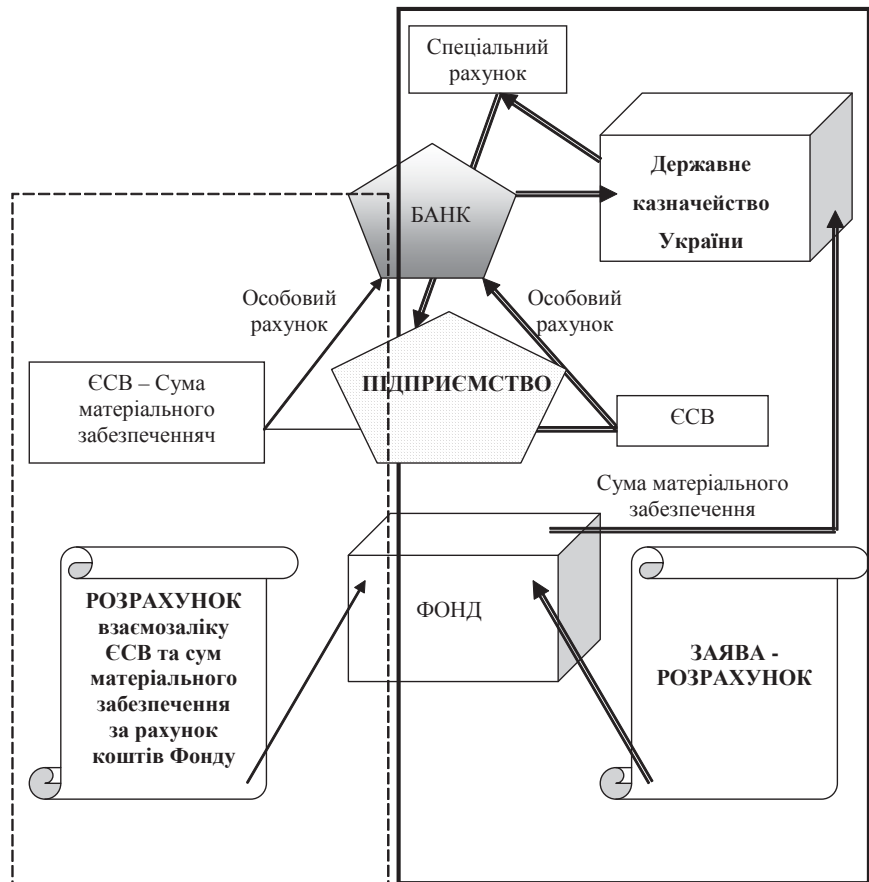 Спеціальний
рахунок
Державне
казначейство
України
БАНК
Особовий
рахунок
Особовий
рахунок
ПІДПРИЄМСТВО
ЄСВ – Сума
матеріального
забезпеченняч
ЄСВ
Сума матеріального
забезпечення
РОЗРАХУНОК
взаємозаліку
ЄСВ та сум
матеріального
забезпечення
за рахунок
коштів Фонду
ФОНД
ЗАЯВА -
РОЗРАХУНОК